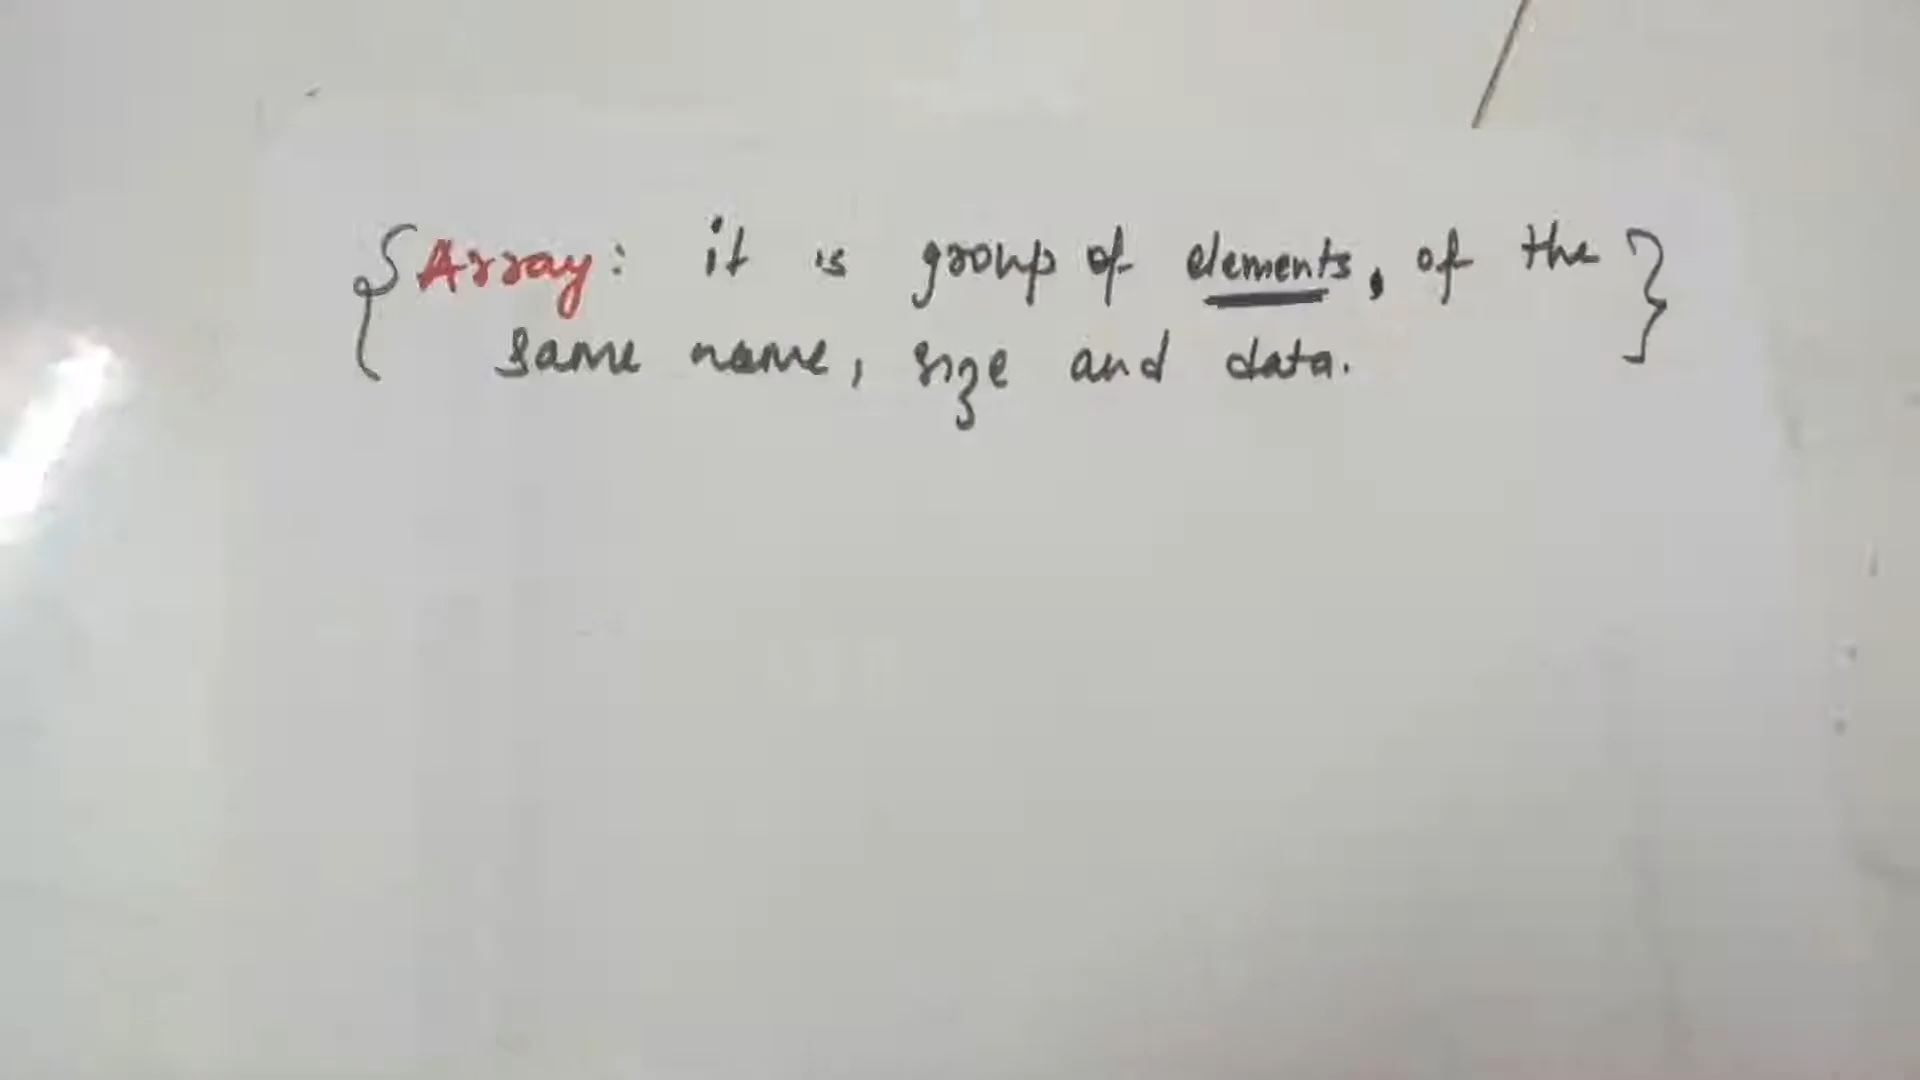 { Array: it is group of elements, of the }
same name, size and data.